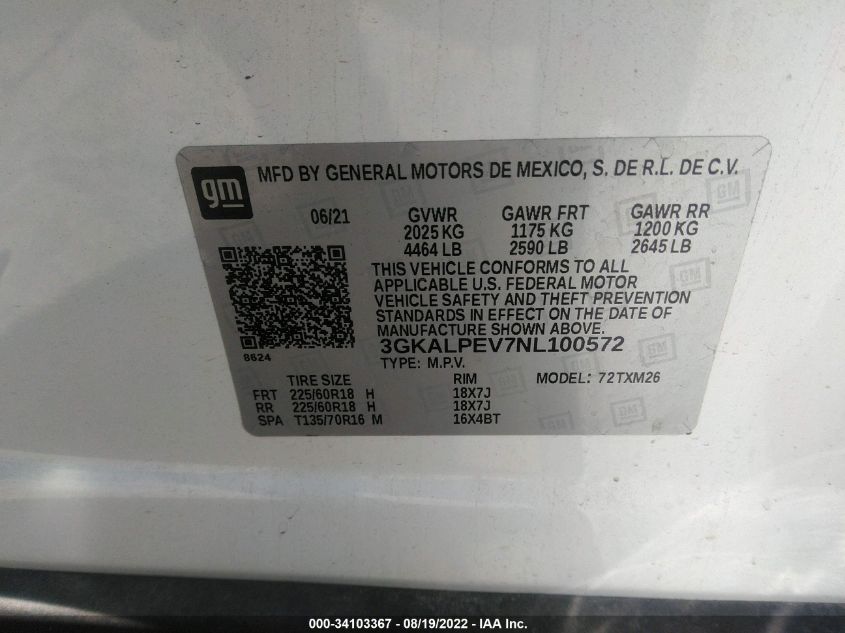 gm MFD BY GENERAL MOTORS DE MEXICO, S. DE R.L. DE C.V.
06/21 GVWR GAWR FRT GAWR RR
2025 KG 1175 KG 1200 KG
4464 LB 2590 LB 2645 LB
THIS VEHICLE CONFORMS TO ALL
APPLICABLE U.S. FEDERAL MOTOR
VEHICLE SAFETY AND THEFT PREVENTION
STANDARDS IN EFFECT ON THE DATE OF
MANUFACTURE SHOWN ABOVE.
8624 3GKALPEV7NL100572
TYPE: M.P.V.
TIRE SIZE RIM MODEL: 72TXM26
FRT 225/60R18 H 18X7J
RR 225/60R18 H 18X7J
SPA T135/70R16 M 16X4BT
000-34103367 - 08/19/2022 - IAA Inc.